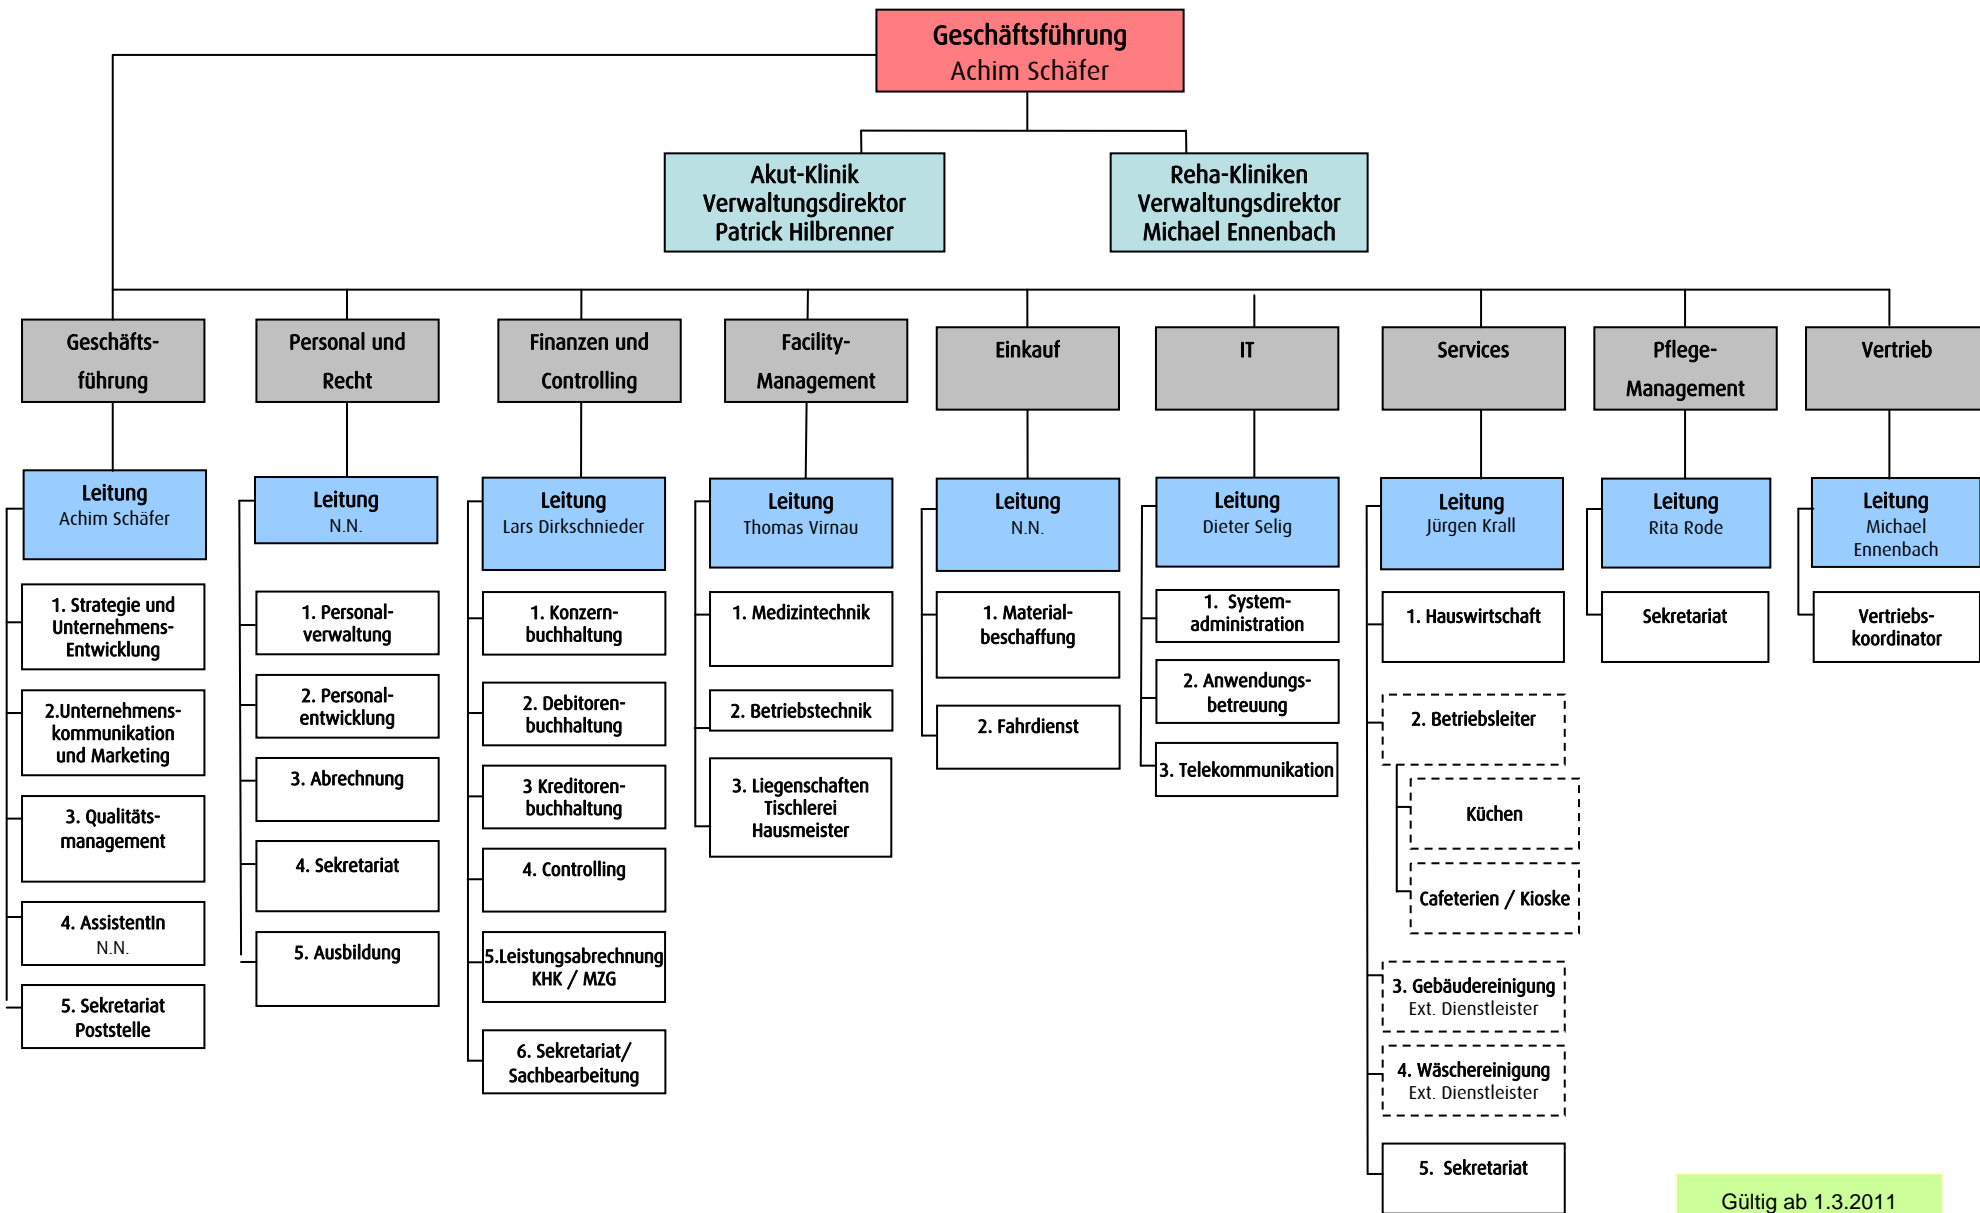 Geschäftsführung
Achim Schäfer
Akut-Klinik
Verwaltungsdirektor
Patrick Hilbrenner
Reha-Kliniken
Verwaltungsdirektor
Michael Ennenbach
Geschäfts-
führung
Personal und
Recht
Finanzen und
Controlling
Facility-
Management
Einkauf
IT
Services
Pflege-
Management
Vertrieb
Leitung
Achim Schäfer
1. Strategie und
Unternehmens-
Entwicklung
2.Unternehmens-
kommunikation
und Marketing
3. Qualitäts-
management
4. AssistentIn
N.N.
5. Sekretariat
Poststelle
Leitung
N.N.
1. Personal-
verwaltung
2. Personal-
entwicklung
3. Abrechnung
4. Sekretariat
5. Ausbildung
Leitung
Lars Dirkschnieder
1. Konzern-
buchhaltung
2. Debitoren-
buchhaltung
3 Kreditoren-
buchhaltung
4. Controlling
5.Leistungsabrechnung
KHK / MZG
6. Sekretariat/
Sachbearbeitung
Leitung
Thomas Virnau
1. Medizintechnik
2. Betriebstechnik
3. Liegenschaften
Tischlerei
Hausmeister
Leitung
N.N.
1. Material-
beschaffung
2. Fahrdienst
Leitung
Dieter Selig
1. System-
administration
2. Anwendungs-
betreuung
3. Telekommunikation
Leitung
Jürgen Krall
1. Hauswirtschaft
2. Betriebsleiter
Küchen
Cafeterien / Kioske
3. Gebäudereinigung
Ext. Dienstleister
4. Wäschereinigung
Ext. Dienstleister
5. Sekretariat
Leitung
Rita Rode
Sekretariat
Leitung
Michael
Ennenbach
Vertriebs-
koordinator
Gültig ab 1.3.2011